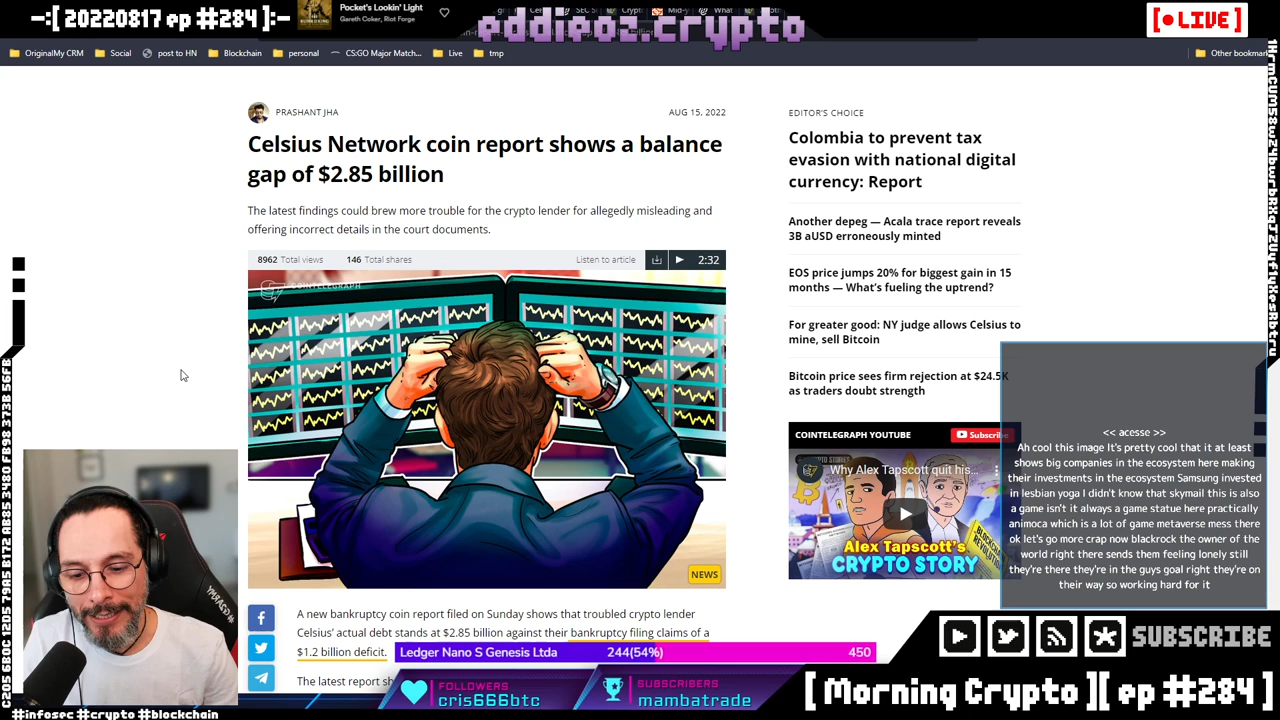 –:[ 20220817 ep #284 ]:–
Pocket's Lookin' Light
Gareth Coker, Riot Forge
eddieoz.crypto
[ ● LIVE ]
OriginalMy CRM
Social
post to HN
Blockchain
personal
CS:GO Major Match...
Live
tmp
Other bookmar
PRASHANT JHA
AUG 15, 2022
Celsius Network coin report shows a balance
gap of $2.85 billion
The latest findings could brew more trouble for the crypto lender for allegedly misleading and
offering incorrect details in the court documents.
8962 Total views
146 Total shares
Listen to article
2:32
COINTELEGRAPH
NEWS
A new bankruptcy coin report filed on Sunday shows that troubled crypto lender
Celsius’ actual debt stands at $2.85 billion against their bankruptcy filing claims of a
$1.2 billion deficit.
The latest report sh
EDITOR'S CHOICE
Colombia to prevent tax
evasion with national digital
currency: Report
Another depeg — Acala trace report reveals
3B aUSD erroneously minted
EOS price jumps 20% for biggest gain in 15
months — What’s fueling the uptrend?
For greater good: NY judge allows Celsius to
mine, sell Bitcoin
Bitcoin price sees firm rejection at $24.5K
as traders doubt strength
COINTELEGRAPH YOUTUBE
Subscribe
Why Alex Tapscott quit his...
Alex Tapscott's
CRYPTO STORY
<< acesse >>
Ah cool this image It's pretty cool that it at least
shows big companies in the ecosystem here making
their investments in the ecosystem Samsung invested
in lesbian yoga I didn't know that skymail this is also
a game isn't it always a game statue here practically
animoca which is a lot of game metaverse mess there
ok let's go more crap now blackrock the owner of the
world right there sends them feeling lonely still
they're there they're in the guys goal right they're on
their way so working hard for it
Ledger Nano S Genesis Ltda
244(54%)
450
FOLLOWERS
cris666btc
SUBSCRIBERS
mambatrade
SUBSCRIBE
[ Morning Crypto ][ ep #284 ]
#infosec #crypto #blockchain